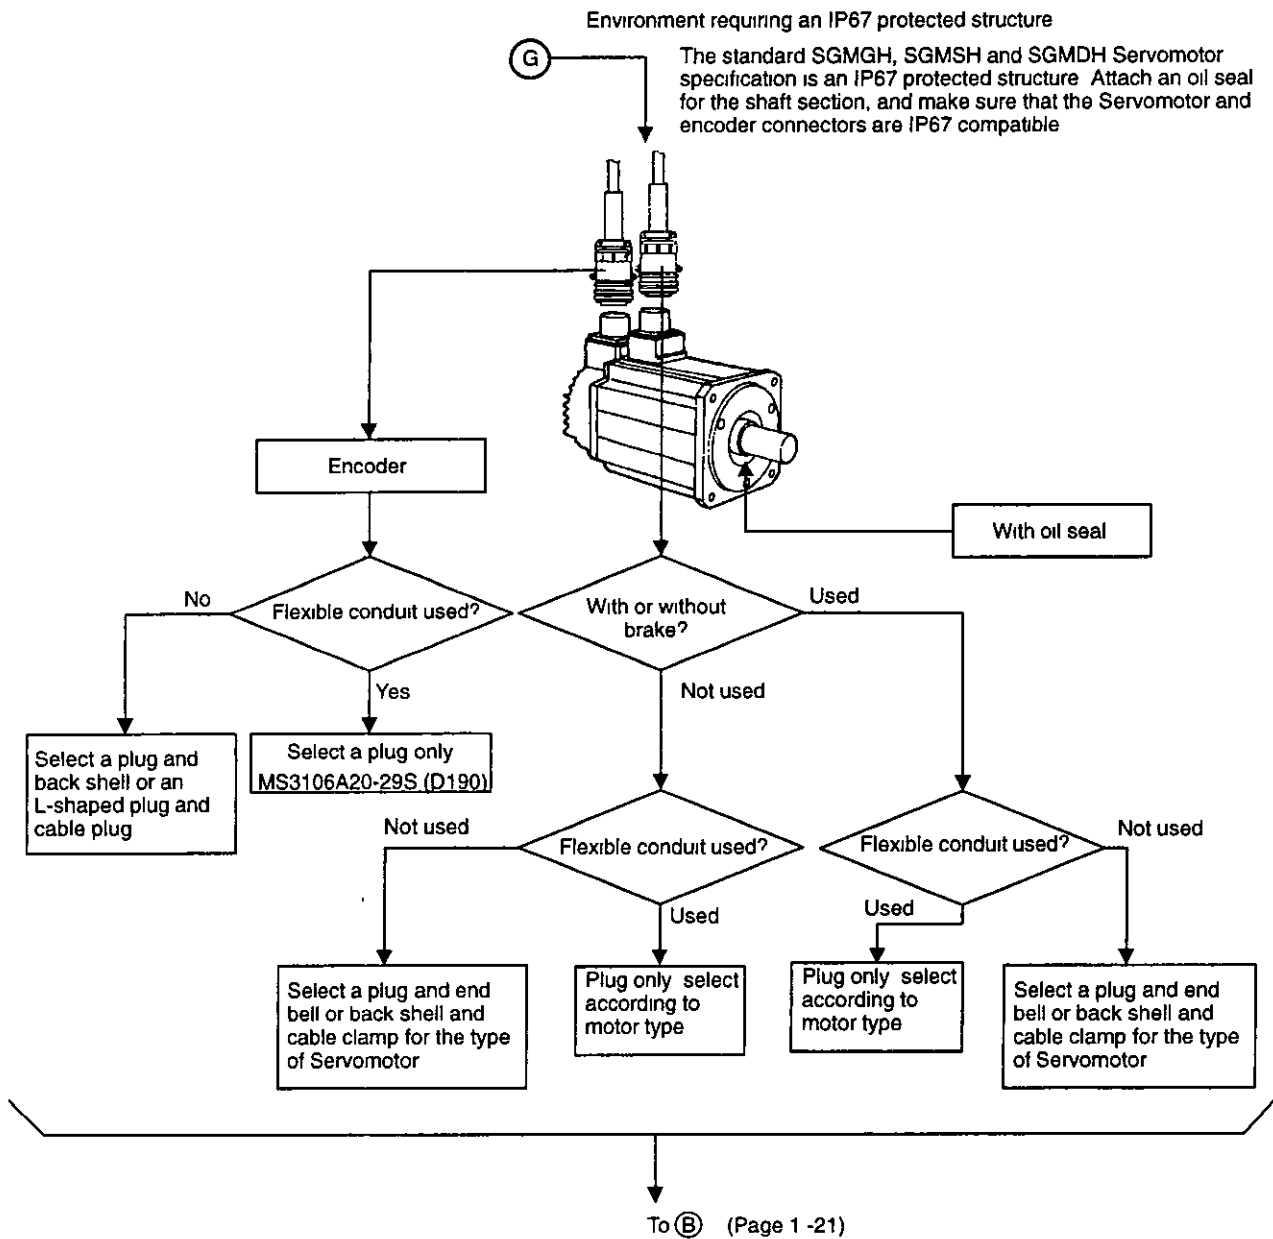 Environment requiring an IP67 protected structure
G
The standard SGMGH, SGMSH and SGMDH Servomotor
specification is an IP67 protected structure Attach an oil seal
for the shaft section, and make sure that the Servomotor and
encoder connectors are IP67 compatible
Encoder
With oil seal
No
Flexible conduit used?
With or without
brake?
Used
Yes
Not used
Select a plug and
back shell or an
L-shaped plug and
cable plug
Select a plug only
MS3106A20-29S (D190)
Not used
Flexible conduit used?
Flexible conduit used?
Not used
Used
Used
Select a plug and end
bell or back shell and
cable clamp for the type
of Servomotor
Plug only select
according to
motor type
Plug only select
according to
motor type
Select a plug and end
bell or back shell and
cable clamp for the type
of Servomotor
To B (Page 1 -21)